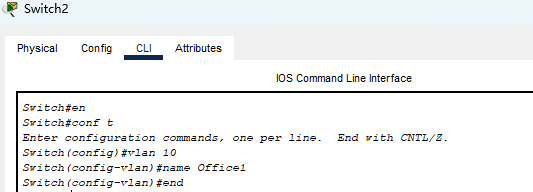 Switch2
Physical Config CLI Attributes
IOS Command Line Interface
Switch#en
Switch#conf t
Enter configuration commands, one per line. End with CNTL/Z.
Switch(config)#vlan 10
Switch(config-vlan)#name Office1
Switch(config-vlan)#end